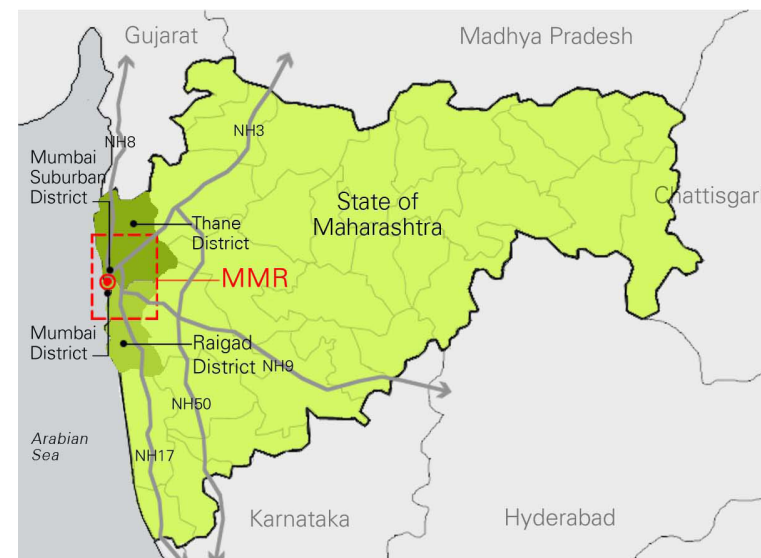 Gujarat
Madhya Pradesh
NH3
NH8
Mumbai
Suburban
District
Chattisgar
State of
Maharashtra
Thane
District
MMR
Mumbai
District
Raigad
District
NH9
NH50
Arabian
Sea
NH17
Karnataka
Hyderabad